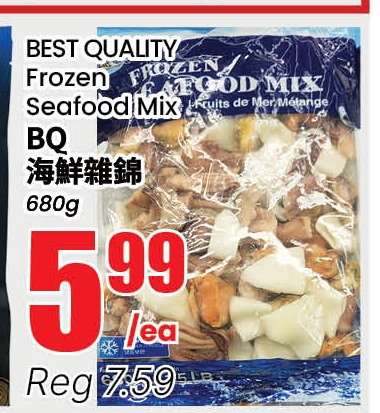 BEST QUALITY
Frozen
Seafood Mix
BQ
海鮮雜錦
680g
5.99
/ea
Reg 7.59
FROZEN
SEAFOOD MIX
Fruits de Mer Mélange